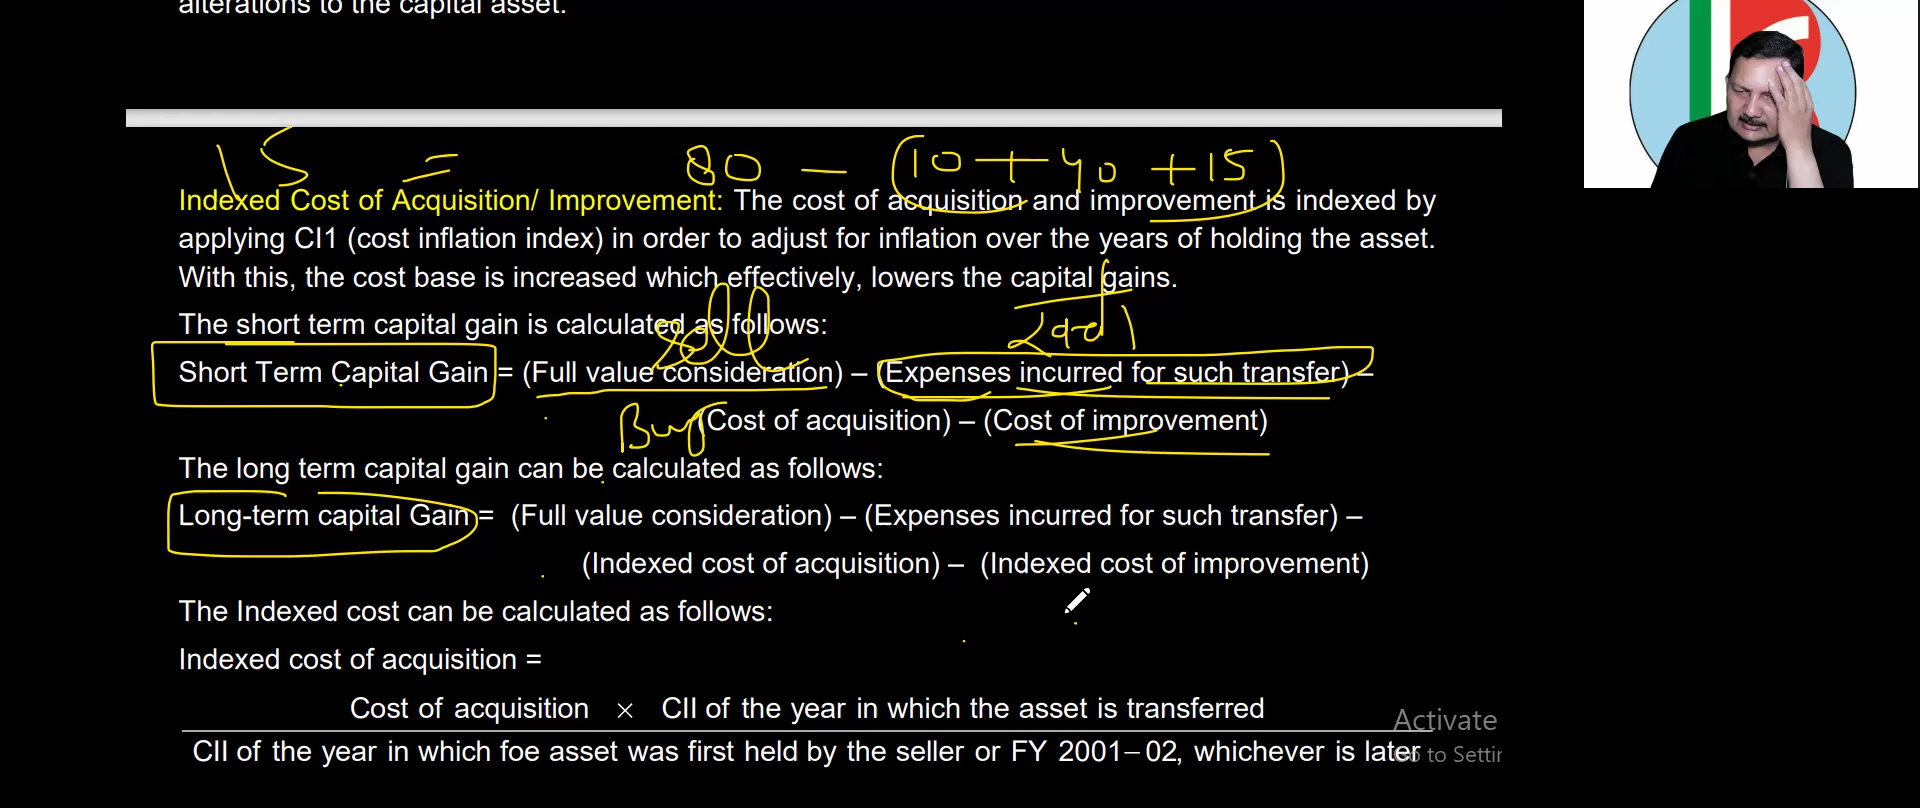 alterations to the capital asset.
15 = 80 – (10 + 40 + 15)
Indexed Cost of Acquisition/ Improvement: The cost of acquisition and improvement is indexed by
applying CI1 (cost inflation index) in order to adjust for inflation over the years of holding the asset.
With this, the cost base is increased which effectively, lowers the capital gains.
The short term capital gain is calculated as follows:
Sell
Short Term Capital Gain = (Full value consideration) – (Expenses incurred for such transfer) –
Buy (Cost of acquisition) – (Cost of improvement)
The long term capital gain can be calculated as follows:
Long-term capital Gain = (Full value consideration) – (Expenses incurred for such transfer) –
(Indexed cost of acquisition) – (Indexed cost of improvement)
The Indexed cost can be calculated as follows:
Indexed cost of acquisition =
Cost of acquisition × CII of the year in which the asset is transferred
CII of the year in which foe asset was first held by the seller or FY 2001–02, whichever is later
Activate
to Settin